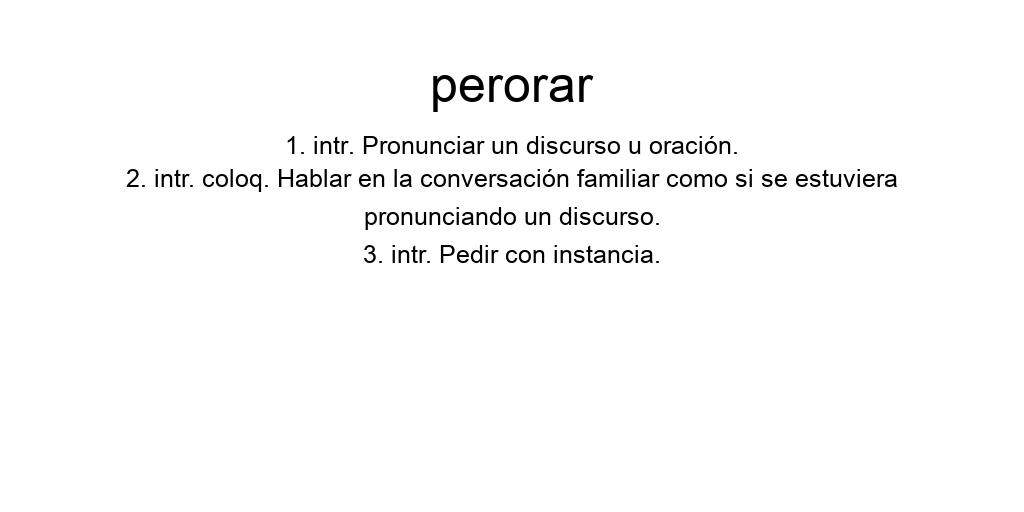 perorar
1. intr. Pronunciar un discurso u oración.
2. intr. coloq. Hablar en la conversación familiar como si se estuviera
pronunciando un discurso.
3. intr. Pedir con instancia.